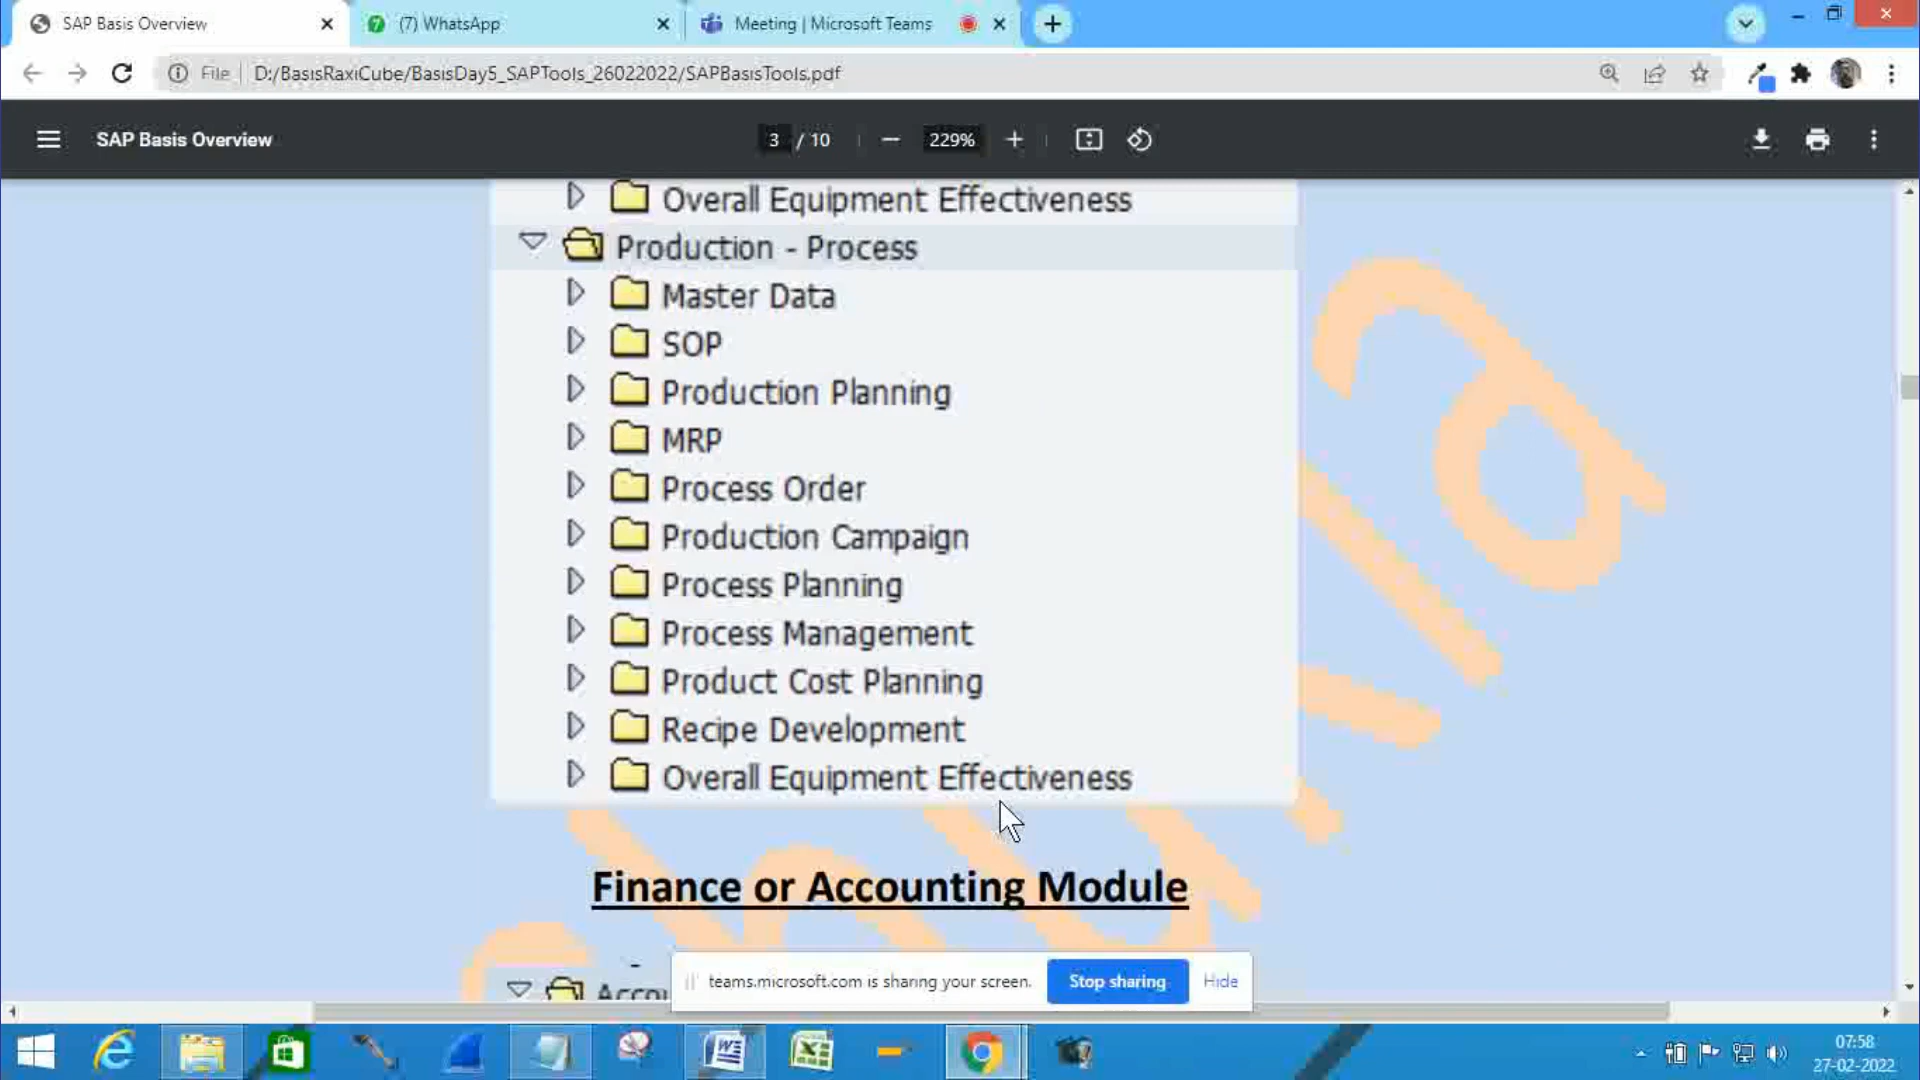 SAP Basis Overview
(7) WhatsApp
Meeting | Microsoft Teams
File
D:/BasisRaxiCube/BasisDay5_SAPTools_26022022/SAPBasisTools.pdf
SAP Basis Overview
3 / 10
229%
Overall Equipment Effectiveness
Production - Process
Master Data
SOP
Production Planning
MRP
Process Order
Production Campaign
Process Planning
Process Management
Product Cost Planning
Recipe Development
Overall Equipment Effectiveness
Finance or Accounting Module
teams.microsoft.com is sharing your screen.
Stop sharing
Hide
07:58
27-02-2022